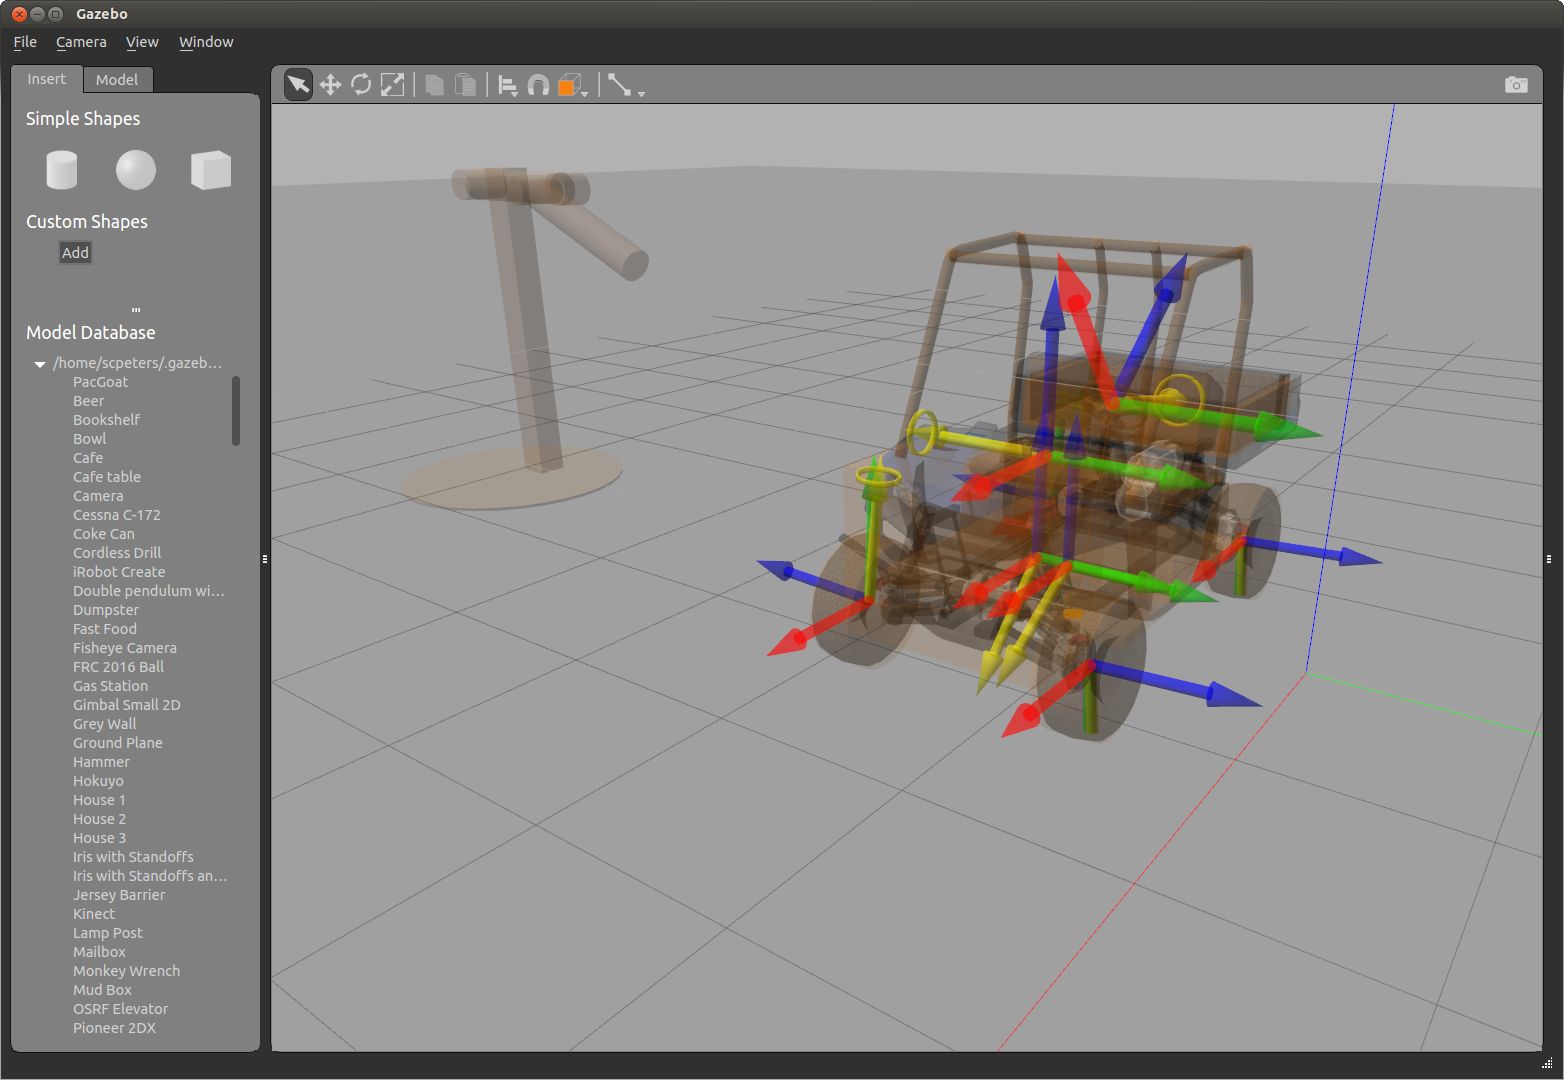 Gazebo
File Camera View Window
Insert Model
Simple Shapes
Custom Shapes
Add
Model Database
/home/scpeters/.gazeb...
PacGoat
Beer
Bookshelf
Bowl
Cafe
Cafe table
Camera
Cessna C-172
Coke Can
Cordless Drill
iRobot Create
Double pendulum wi...
Dumpster
Fast Food
Fisheye Camera
FRC 2016 Ball
Gas Station
Gimbal Small 2D
Grey Wall
Ground Plane
Hammer
Hokuyo
House 1
House 2
House 3
Iris with Standoffs
Iris with Standoffs an...
Jersey Barrier
Kinect
Lamp Post
Mailbox
Monkey Wrench
Mud Box
OSRF Elevator
Pioneer 2DX